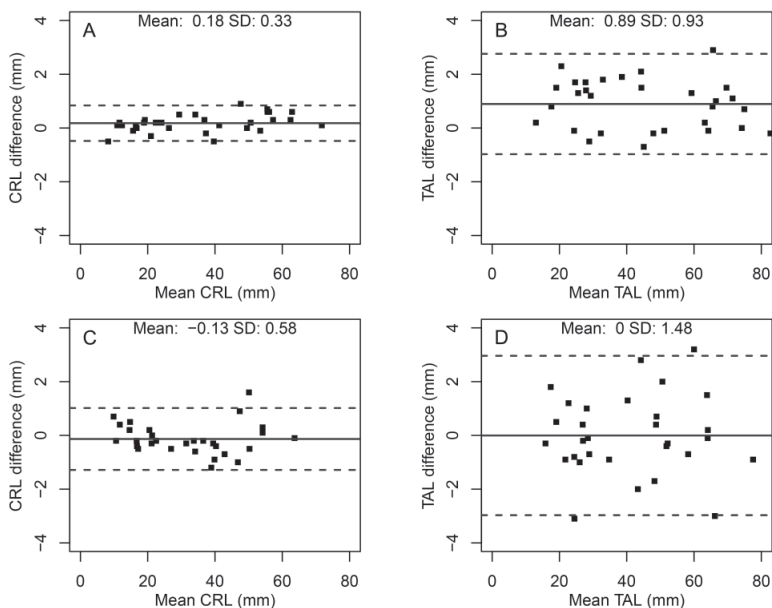 A
Mean: 0.18 SD: 0.33
CRL difference (mm)
4
2
0
−2
−4
0 20 40 60 80
Mean CRL (mm)
B
Mean: 0.89 SD: 0.93
TAL difference (mm)
4
2
0
−2
−4
0 20 40 60 80
Mean TAL (mm)
C
Mean: −0.13 SD: 0.58
CRL difference (mm)
4
2
0
−2
−4
0 20 40 60 80
Mean CRL (mm)
D
Mean: 0 SD: 1.48
TAL difference (mm)
4
2
0
−2
−4
0 20 40 60 80
Mean TAL (mm)